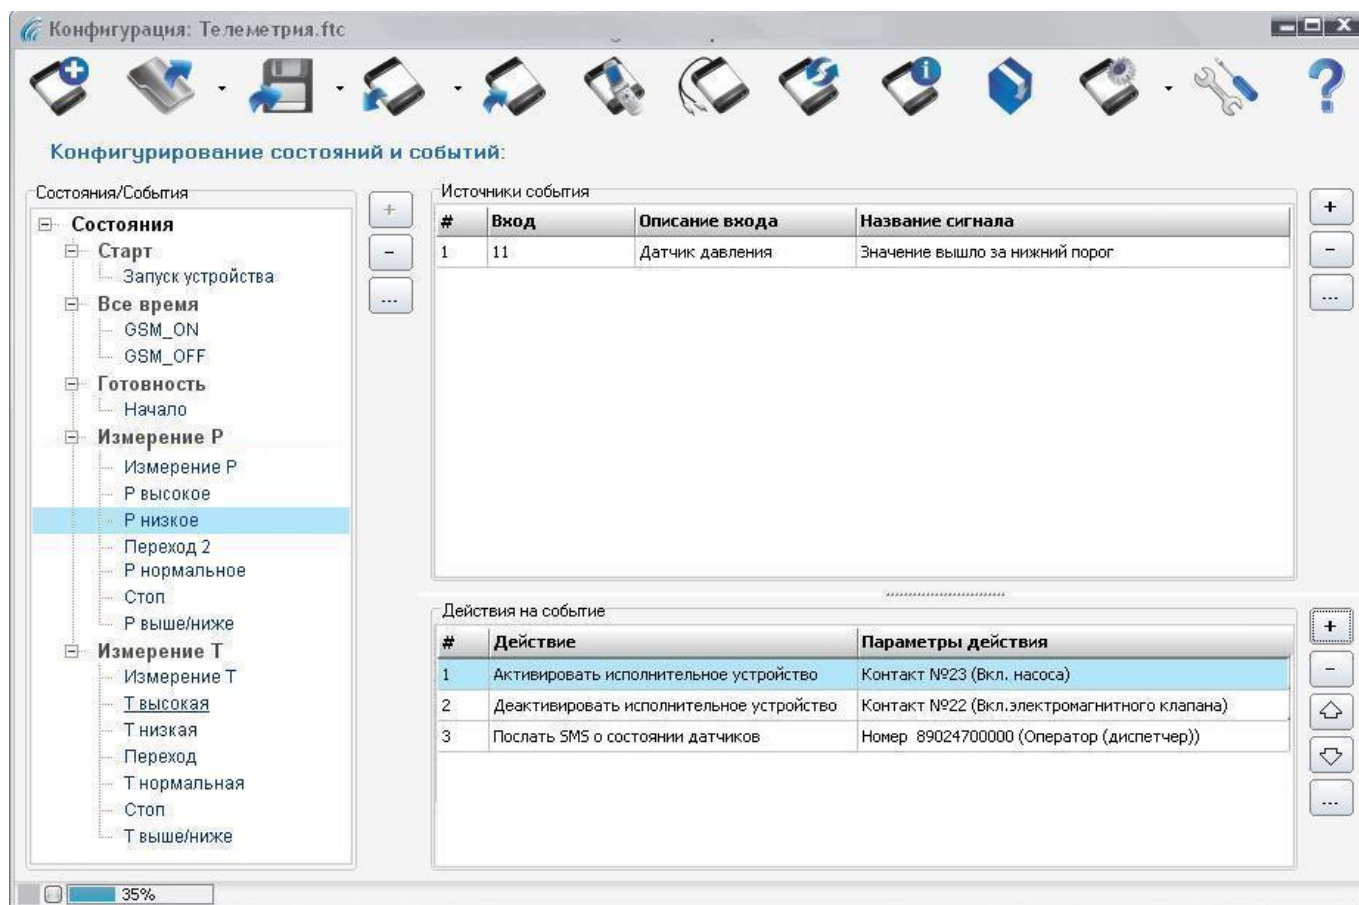 Конфигурация: Телеметрия.ftc
Конфигурирование состояний и событий:
Состояния/События
Состояния
Старт
Запуск устройства
Все время
GSM_ON
GSM_OFF
Готовность
Начало
Измерение Р
Измерение Р
Р высокое
Р низкое
Переход 2
Р нормальное
Стоп
Р выше/ниже
Измерение Т
Измерение Т
Т высокая
Т низкая
Переход
Т нормальная
Стоп
Т выше/ниже
+
-
...
Источники события
# Вход Описание входа Название сигнала
1 11 Датчик давления Значение вышло за нижний порог
+
-
...
Действия на событие
# Действие Параметры действия
1 Активировать исполнительное устройство Контакт №23 (Вкл. насоса)
2 Деактивировать исполнительное устройство Контакт №22 (Вкл.электромагнитного клапана)
3 Послать SMS о состоянии датчиков Номер 89024700000 (Оператор (диспетчер))
+
-
...
35%